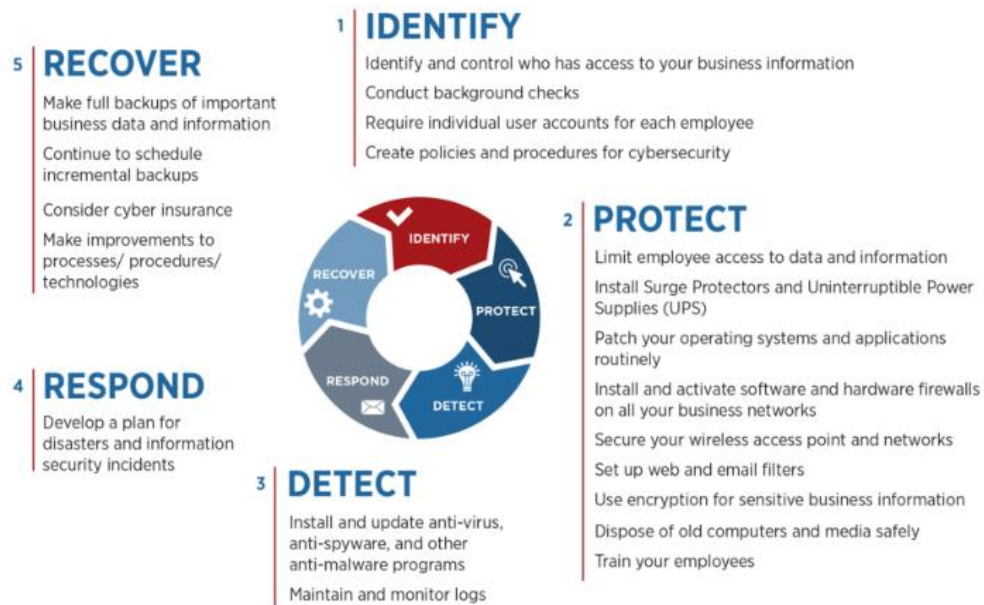 1 IDENTIFY
Identify and control who has access to your business information
Conduct background checks
Require individual user accounts for each employee
Create policies and procedures for cybersecurity
2 PROTECT
Limit employee access to data and information
Install Surge Protectors and Uninterruptible Power
Supplies (UPS)
Patch your operating systems and applications
routinely
Install and activate software and hardware firewalls
on all your business networks
Secure your wireless access point and networks
Set up web and email filters
Use encryption for sensitive business information
Dispose of old computers and media safely
Train your employees
3 DETECT
Install and update anti-virus,
anti-spyware, and other
anti-malware programs
Maintain and monitor logs
4 RESPOND
Develop a plan for
disasters and information
security incidents
5 RECOVER
Make full backups of important
business data and information
Continue to schedule
incremental backups
Consider cyber insurance
Make improvements to
processes/ procedures/
technologies
IDENTIFY
PROTECT
DETECT
RESPOND
RECOVER